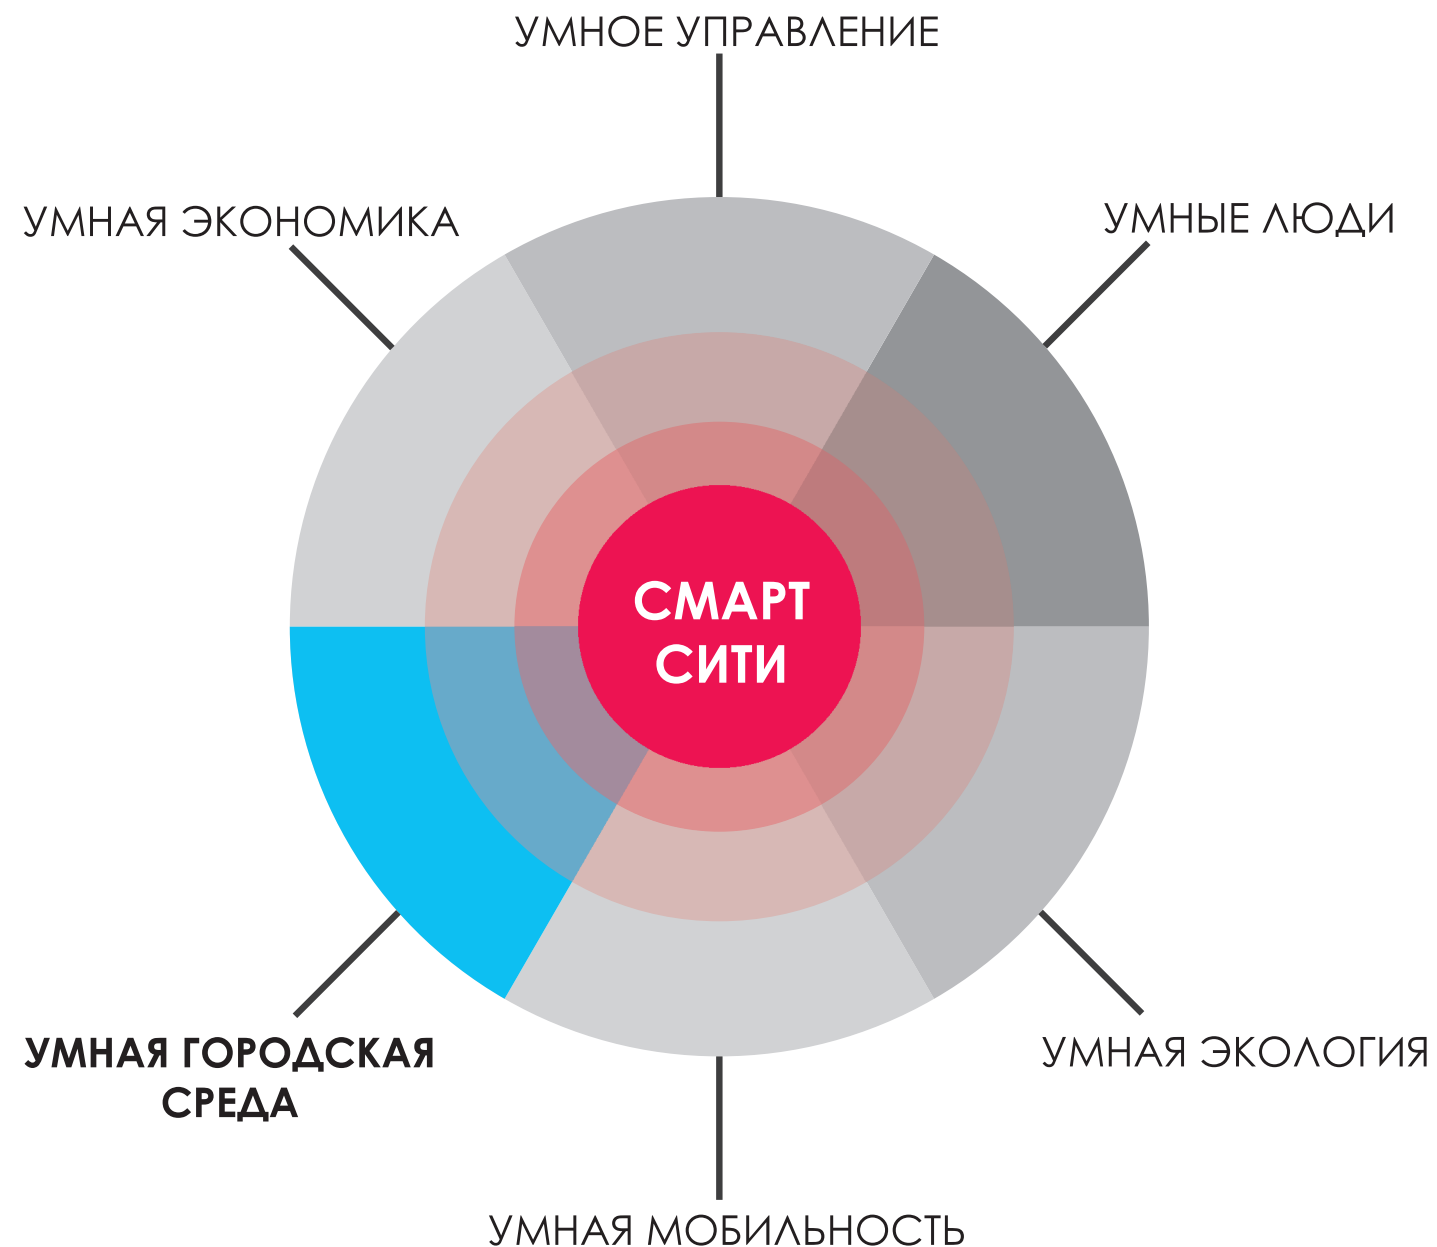 УМНОЕ УПРАВЛЕНИЕ
УМНАЯ ЭКОНОМИКА
УМНЫЕ ЛЮДИ
СМАРТ
СИТИ
УМНАЯ ГОРОДСКАЯ
СРЕДА
УМНАЯ ЭКОЛОГИЯ
УМНАЯ МОБИЛЬНОСТЬ